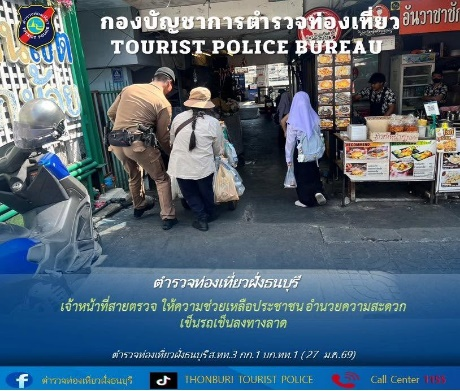 กองบัญชาการตำรวจท่องเที่ยว
TOURIST POLICE BUREAU
RECOMMEND
ตำรวจท่องเที่ยวฝั่งธนบุรี
เจ้าหน้าที่สายตรวจ ให้ความช่วยเหลือประชาชน อำนวยความสะดวก
เข็นรถเข็นลงทางลาด
ตำรวจท่องเที่ยวฝั่งธนบุรี ส.ทท.3 กก.1 บก.ทท.1 (27 ม.ค.69)
ตำรวจท่องเที่ยวฝั่งธนบุรี
THONBURI TOURIST POLICE
Call Center 1155